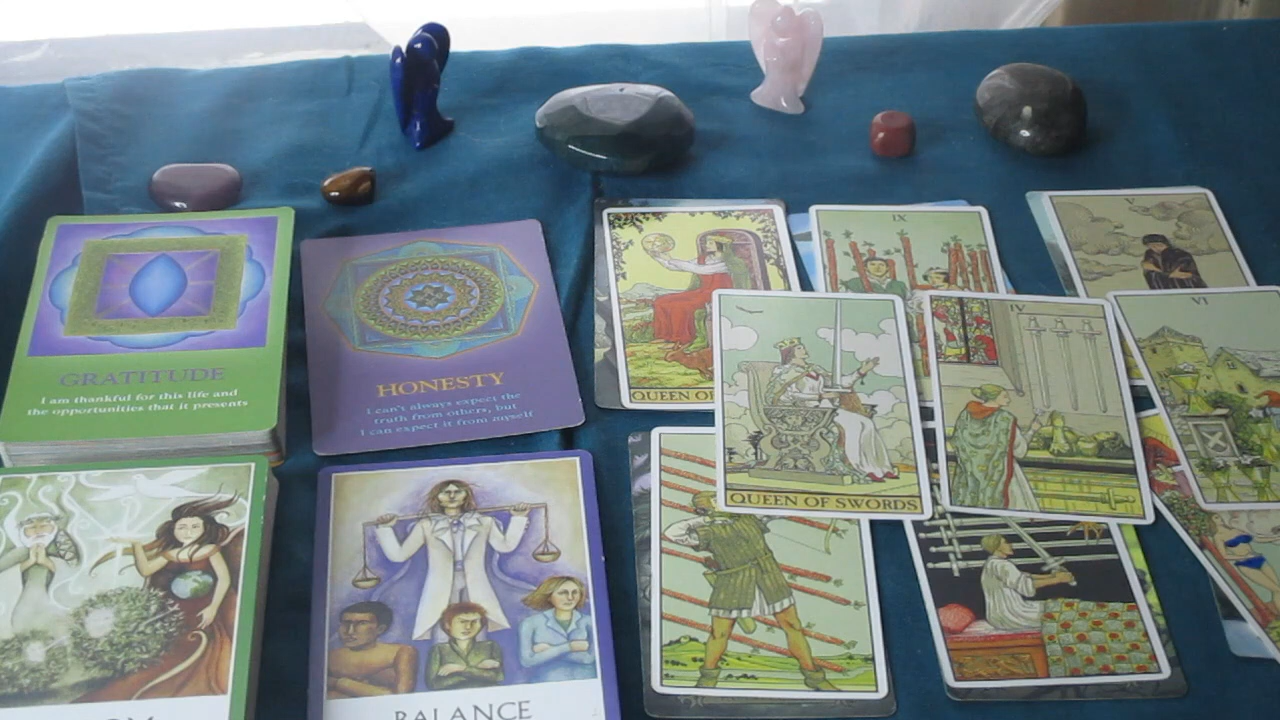 GRATITUDE
I am thankful for this life and
the opportunities that it presents
HONESTY
I can't always expect the
truth from others, but
I can expect it from myself
QUEEN OF
IX
V
QUEEN OF SWORDS
IV
VI
BALANCE